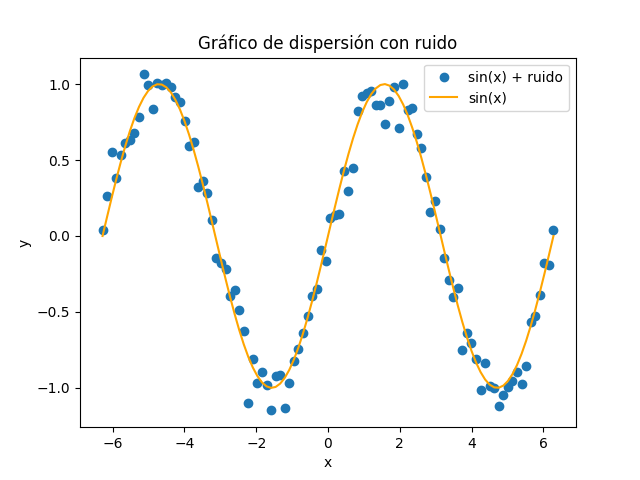 Gráfico de dispersión con ruido
sin(x) + ruido
sin(x)
1.0
0.5
0.0
−0.5
−1.0
y
−6
−4
−2
0
2
4
6
x